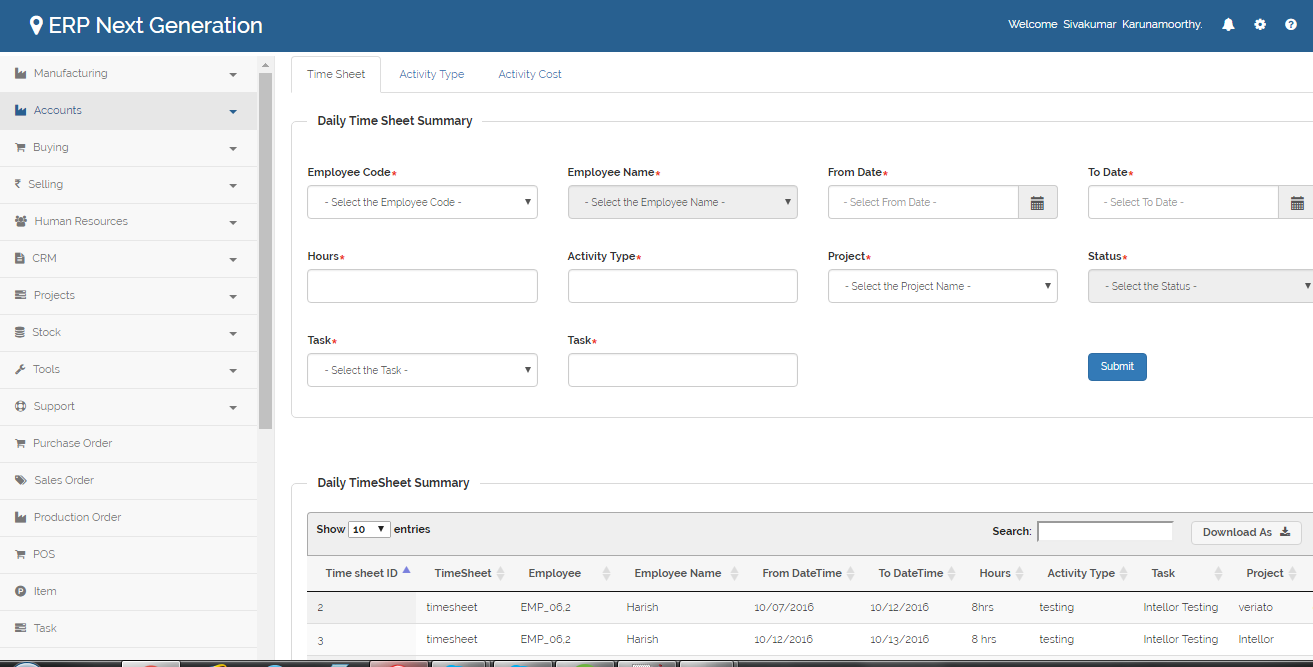 ERP Next Generation
Welcome Sivakumar Karunamoorthy.
Manufacturing
Accounts
Buying
Selling
Human Resources
CRM
Projects
Stock
Tools
Support
Purchase Order
Sales Order
Production Order
POS
Item
Task
Time Sheet Activity Type Activity Cost
Daily Time Sheet Summary
Employee Code* Employee Name* From Date* To Date*
- Select the Employee Code - - Select the Employee Name - - Select From Date - - Select To Date -
Hours* Activity Type* Project* Status*
- Select the Project Name - - Select the Status -
Task* Task*
- Select the Task - Submit
Daily TimeSheet Summary
Show 10 entries Search: Download As
Time sheet ID TimeSheet Employee Employee Name From DateTime To DateTime Hours Activity Type Task Project
2 timesheet EMP_06.2 Harish 10/07/2016 10/12/2016 8hrs testing Intellor Testing veriato
3 timesheet EMP_06.2 Harish 10/12/2016 10/13/2016 8 hrs testing Intellor Testing Intellor